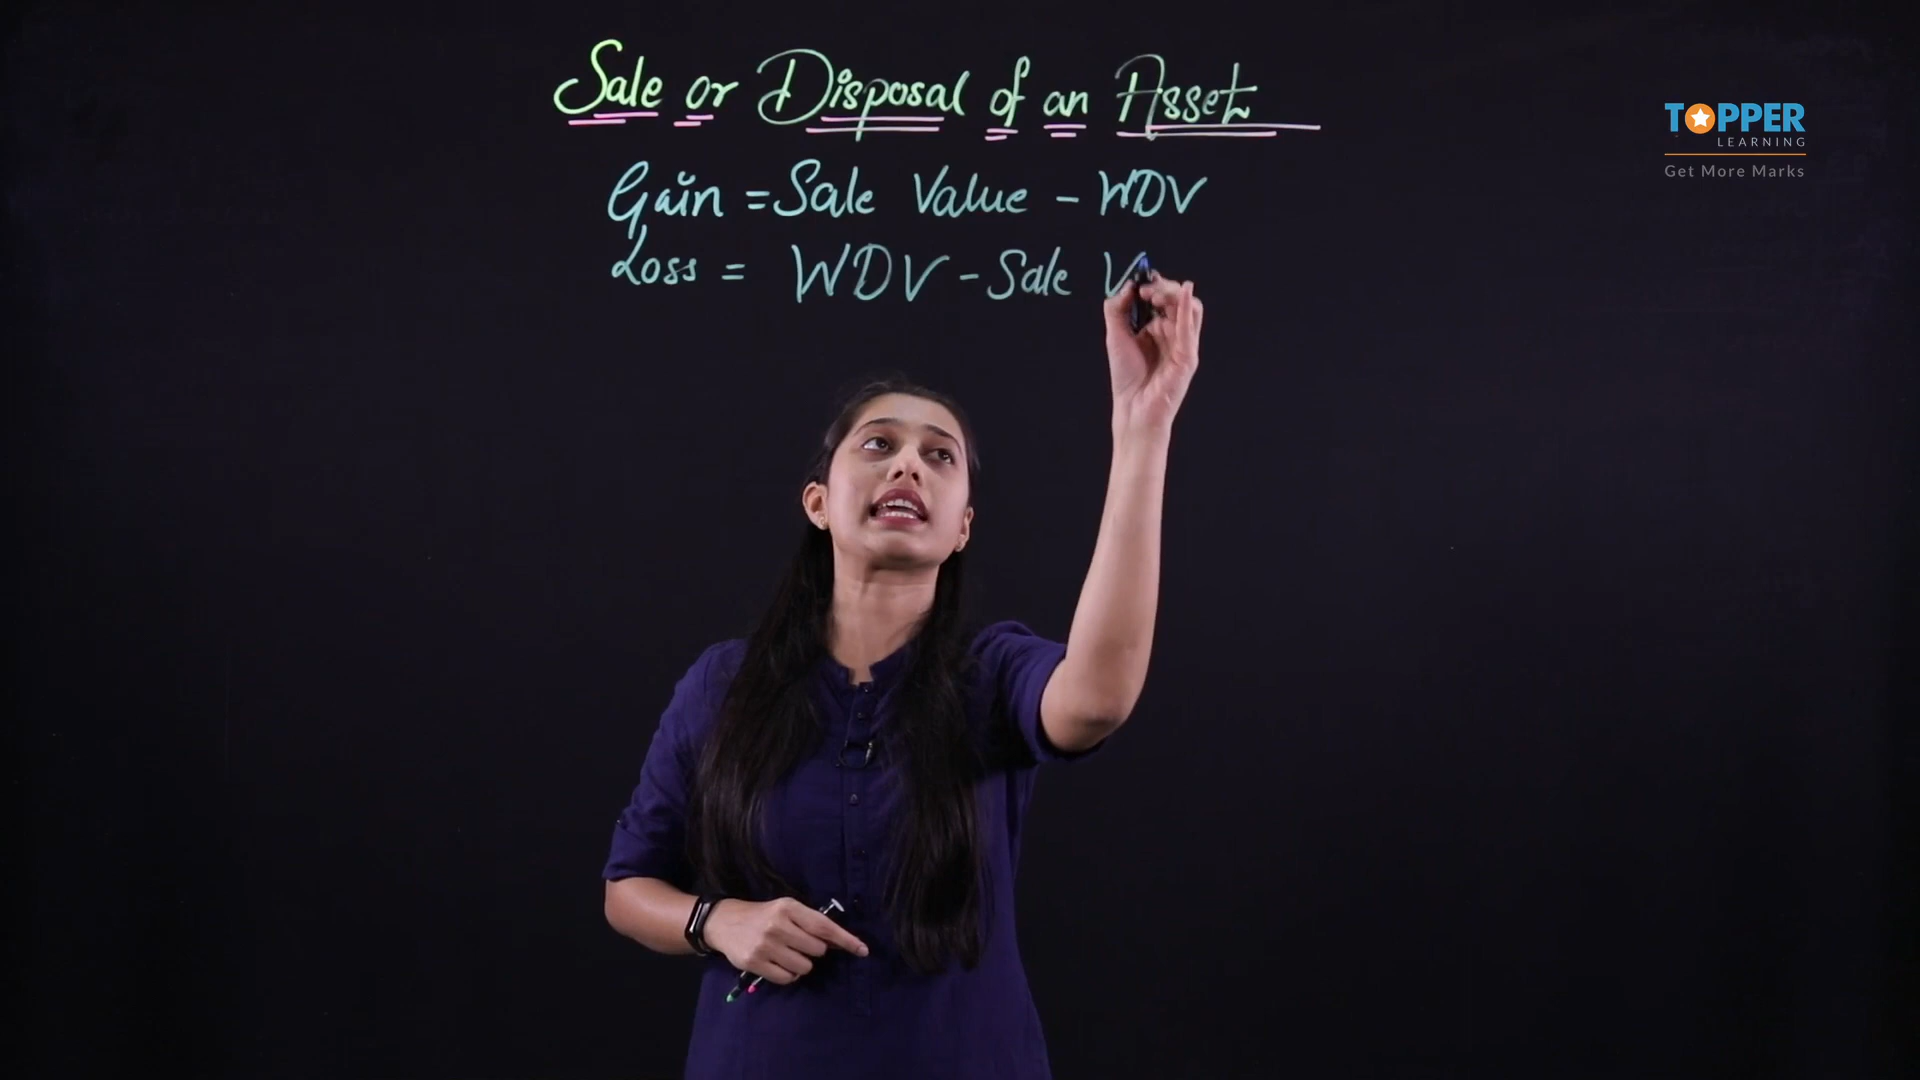 Sale or Disposal of an Asset
Gain = Sale Value - WDV
Loss = WDV - Sale V
TOPPER
LEARNING
Get More Marks